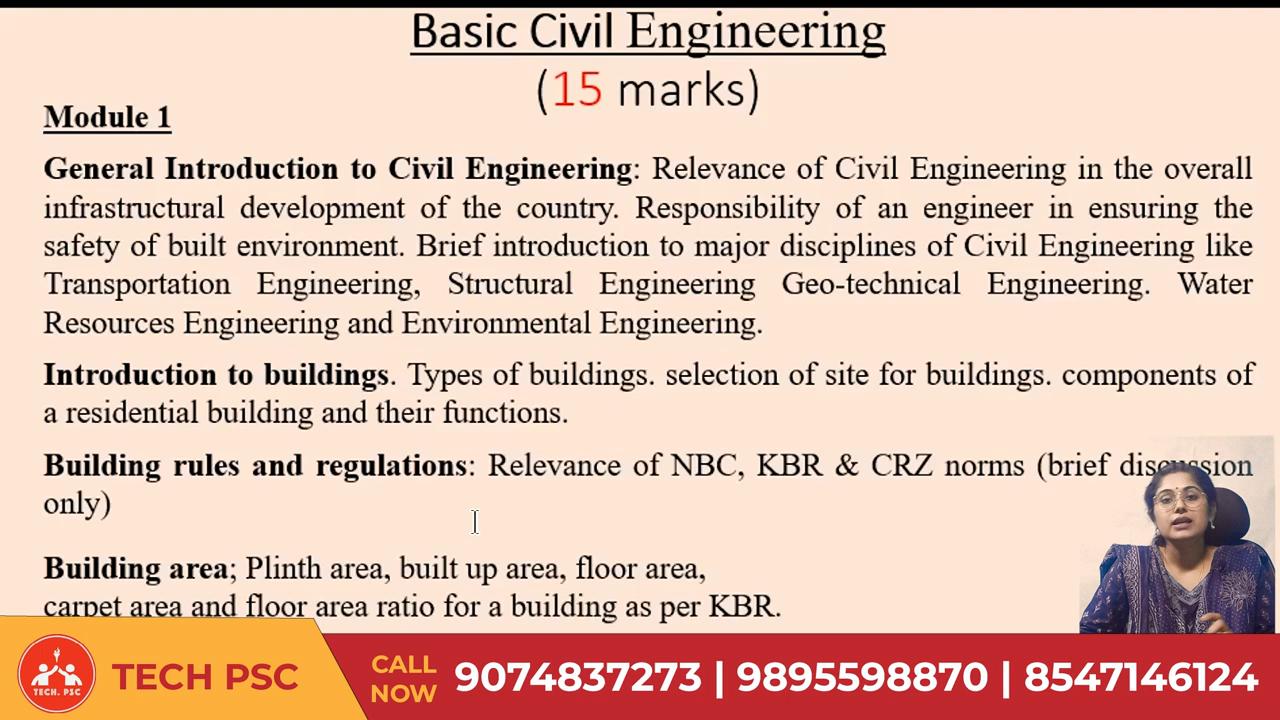 Basic Civil Engineering
(15 marks)
Module 1
General Introduction to Civil Engineering: Relevance of Civil Engineering in the overall
infrastructural development of the country. Responsibility of an engineer in ensuring the
safety of built environment. Brief introduction to major disciplines of Civil Engineering like
Transportation Engineering, Structural Engineering Geo-technical Engineering. Water
Resources Engineering and Environmental Engineering.
Introduction to buildings. Types of buildings. selection of site for buildings. components of
a residential building and their functions.
Building rules and regulations: Relevance of NBC, KBR & CRZ norms (brief discussion
only)
Building area; Plinth area, built up area, floor area,
carpet area and floor area ratio for a building as per KBR.
TECH. PSC
TECH PSC
CALL
NOW
9074837273 | 9895598870 | 8547146124